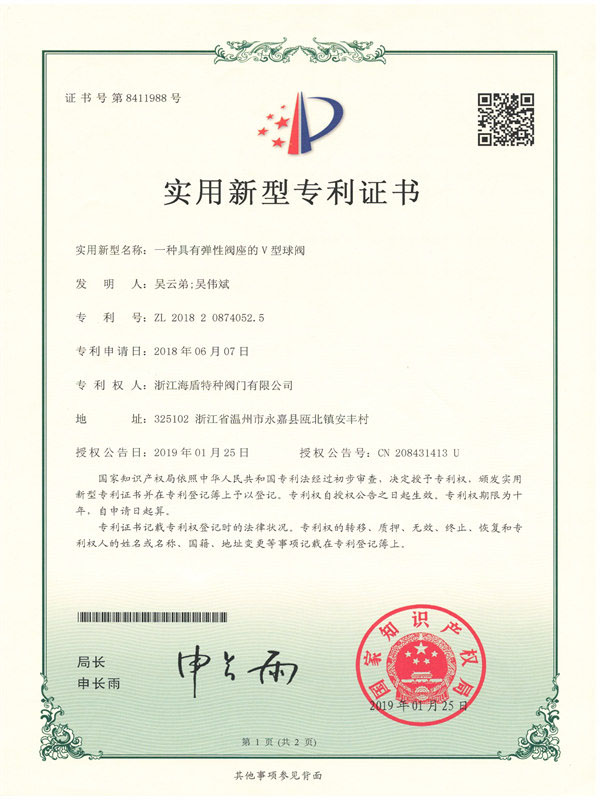 证书号第8411988号
实用新型专利证书
实用新型名称：一种具有弹性阀座的V型球阀
发明人：吴云弟;吴伟斌
专利号：ZL 2018 2 0874052.5
专利申请日：2018年06月07日
专利权人：浙江海盾特种阀门有限公司
地址：325102 浙江省温州市永嘉县瓯北镇安丰村
授权公告日：2019年01月25日 授权公告号：CN 208431413 U
国家知识产权局依照中华人民共和国专利法经过初步审查，决定授予专利权，颁发实用
新型专利证书并在专利登记簿上予以登记。专利权自授权公告之日起生效。专利权期限为十
年，自申请日起算。
专利证书记载专利权登记时的法律状况。专利权的转移、质押、无效、终止、恢复和专
利权人的姓名或名称、国籍、地址变更等事项记载在专利登记簿上。
局长
申长雨
申长雨
国家知识产权局
2019年01月25日
第 1 页 (共 2 页)
其他事项参见背面